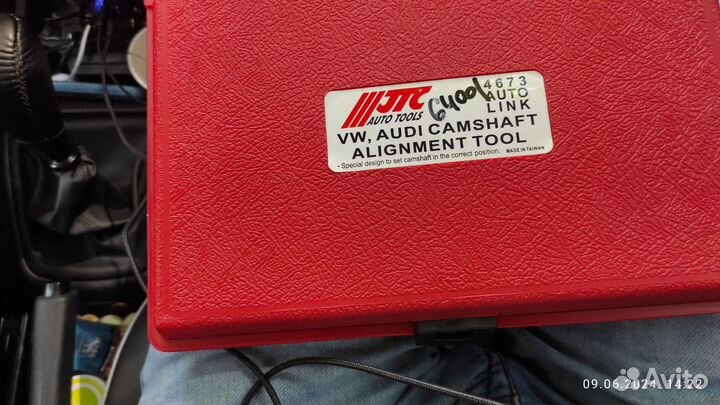 JTC 4673
AUTO TOOLS AUTO
LINK
VW, AUDI CAMSHAFT
ALIGNMENT TOOL
• Special design to set camshaft in the correct position. MADE IN TAIWAN
09.06.2024 14:22
Avito